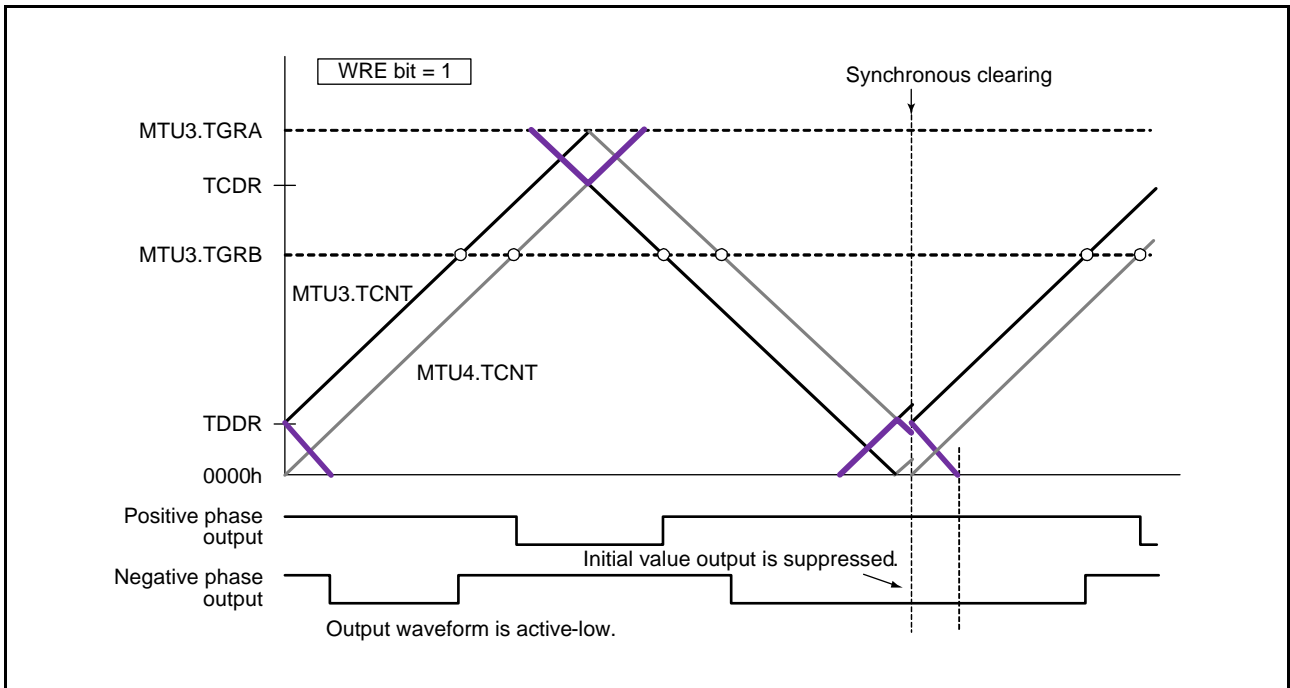 WRE bit = 1
Synchronous clearing
MTU3.TGRA
TCDR
MTU3.TGRB
MTU3.TCNT
MTU4.TCNT
TDDR
0000h
Positive phase
output
Initial value output is suppressed.
Negative phase
output
Output waveform is active-low.